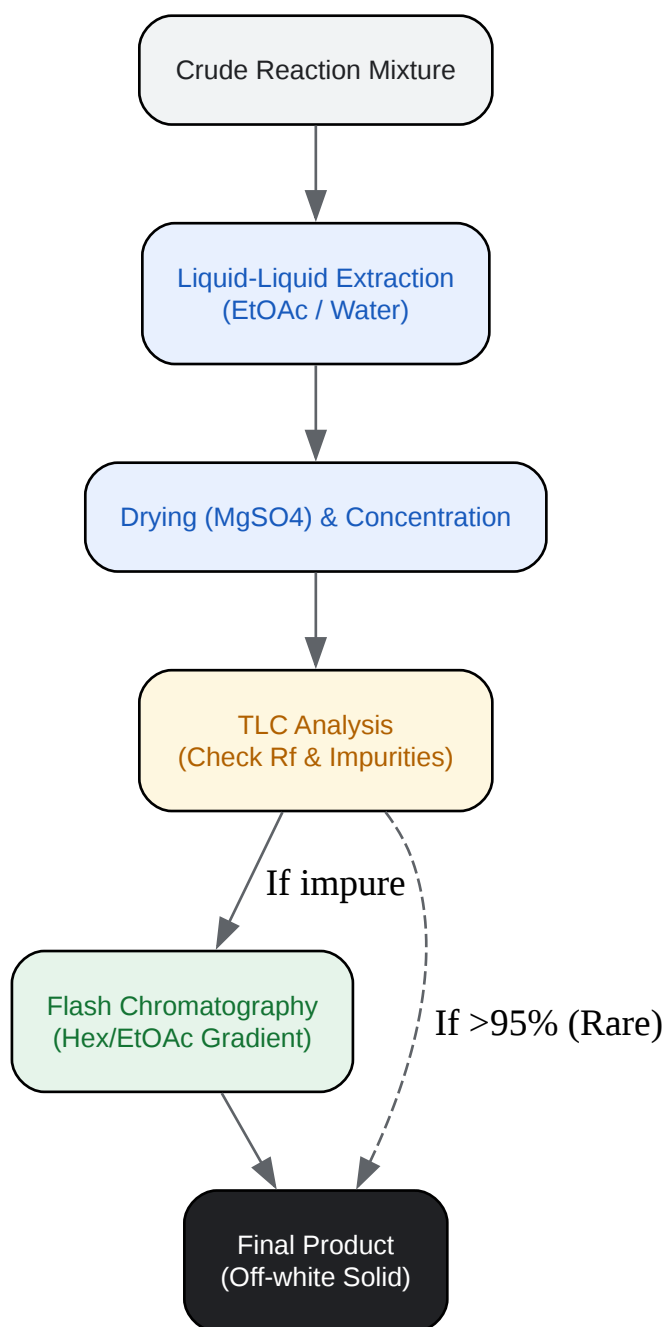 Crude Reaction Mixture
Liquid-Liquid Extraction
(EtOAc / Water)
Drying (MgSO4) & Concentration
TLC Analysis
(Check Rf & Impurities)
If impure
Flash Chromatography
(Hex/EtOAc Gradient)
If >95% (Rare)
Final Product
(Off-white Solid)